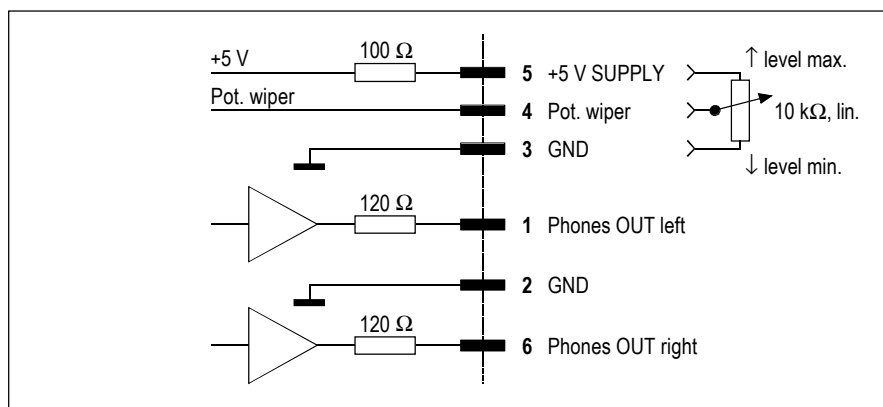 +5 V
100 Ω
5 +5 V SUPPLY
↑ level max.
Pot. wiper
4 Pot. wiper
10 kΩ, lin.
3 GND
↓ level min.
120 Ω
1 Phones OUT left
2 GND
120 Ω
6 Phones OUT right